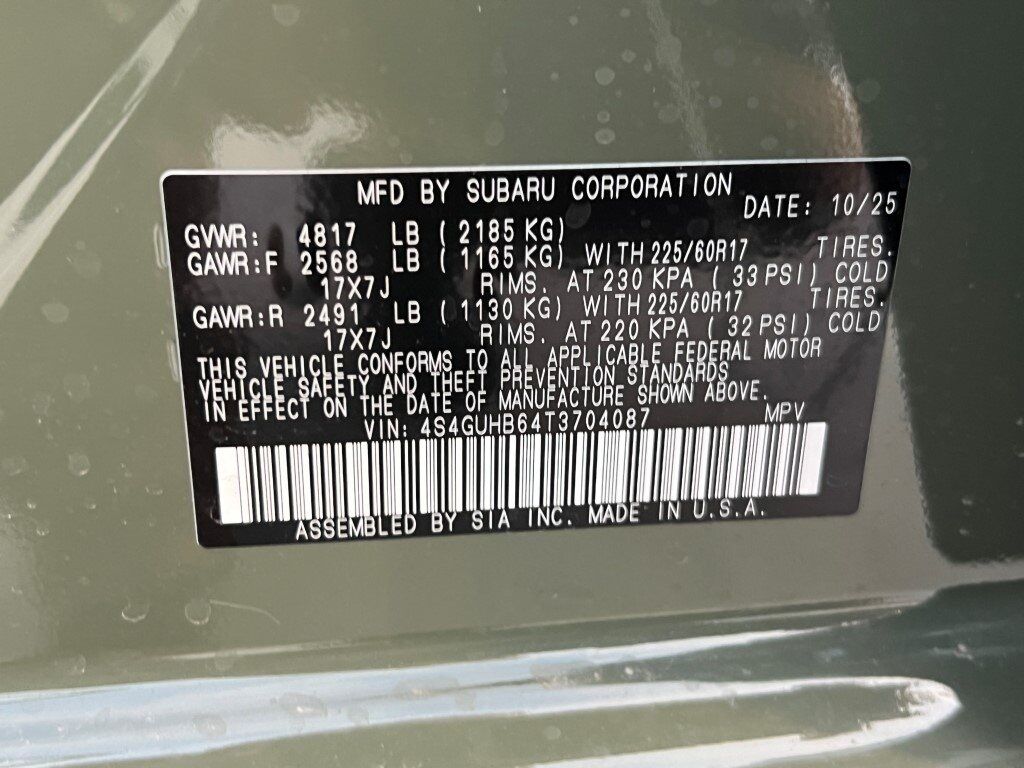 MFD BY SUBARU CORPORATION DATE: 10/25
GVWR: 4817 LB ( 2185 KG)
GAWR:F 2568 LB ( 1165 KG) WITH 225/60R17 TIRES.
17X7J RIMS. AT 230 KPA ( 33 PSI) COLD
GAWR:R 2491 LB ( 1130 KG) WITH 225/60R17 TIRES.
17X7J RIMS. AT 220 KPA ( 32 PSI) COLD
THIS VEHICLE CONFORMS TO ALL APPLICABLE FEDERAL MOTOR
VEHICLE SAFETY AND THEFT PREVENTION STANDARDS
IN EFFECT ON THE DATE OF MANUFACTURE SHOWN ABOVE.
VIN: 4S4GUHB64T3704087 MPV
ASSEMBLED BY SIA INC. MADE IN U.S.A.